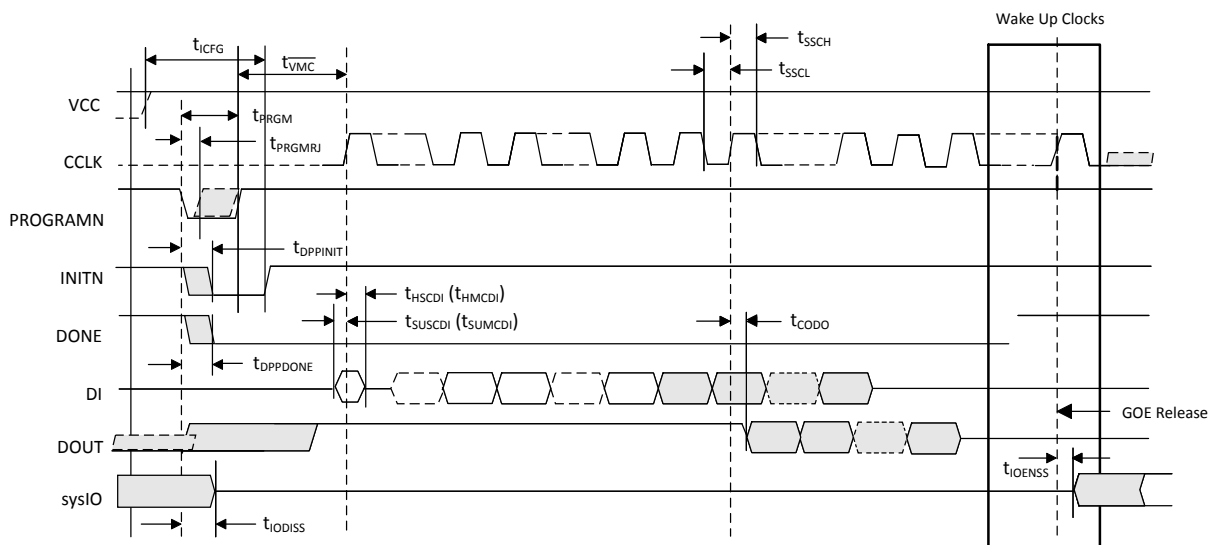 Wake Up Clocks
tICFG
tVMC
tSSCH
tSSCL
VCC
tPRGM
tPRGMRJ
CCLK
PROGRAMN
tDPPINIT
INITN
tHSCDI (tHMCDI)
tSUSCDI (tSUMCDI)
tCODO
DONE
tDPPDONE
DI
GOE Release
DOUT
tIOENSS
sysIO
tIODISS